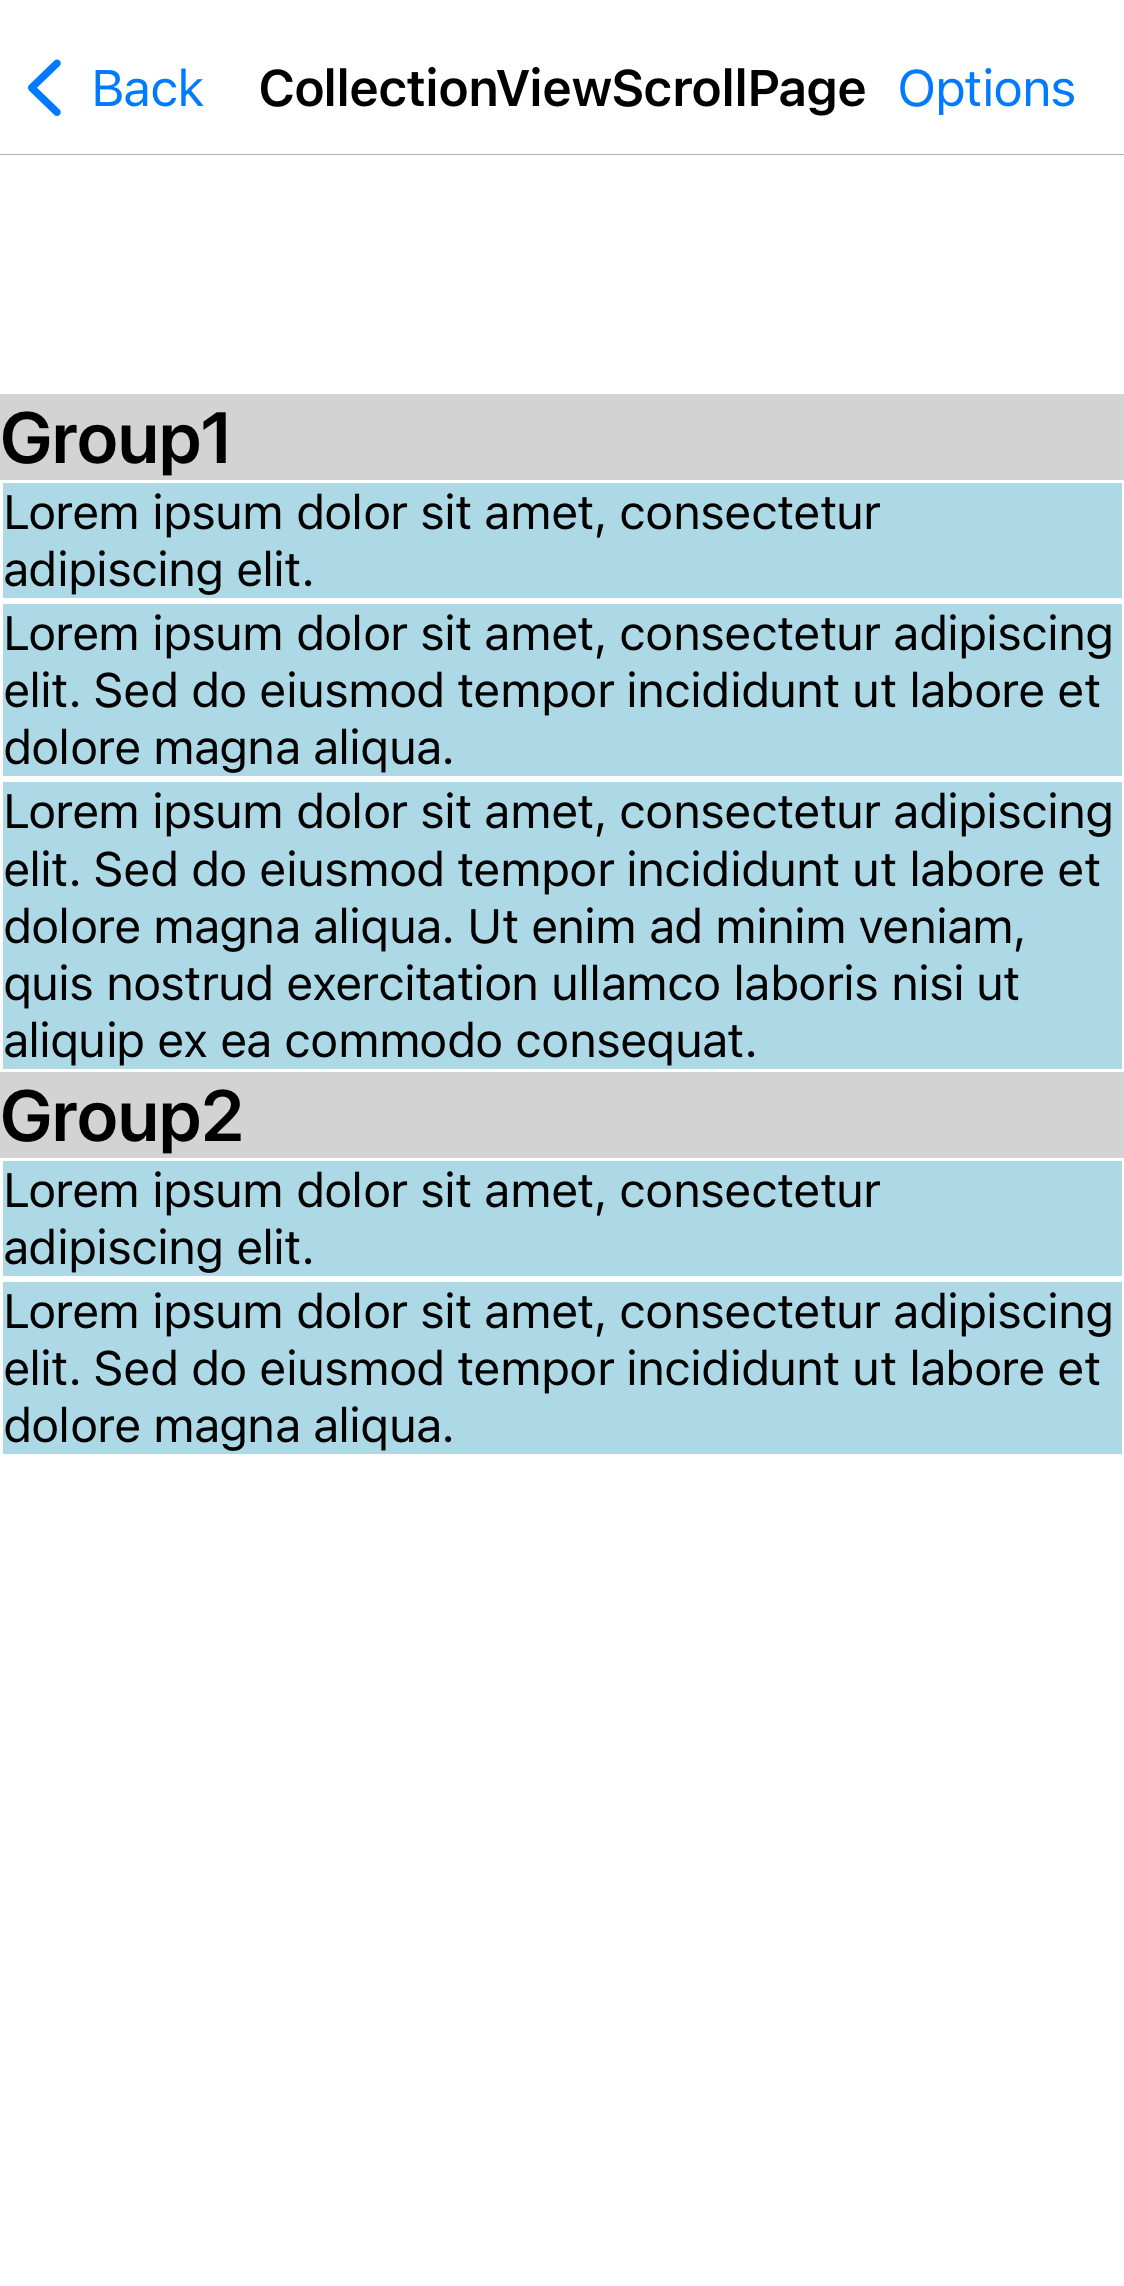 Back CollectionViewScrollPage Options
Group1
Lorem ipsum dolor sit amet, consectetur
adipiscing elit.
Lorem ipsum dolor sit amet, consectetur adipiscing
elit. Sed do eiusmod tempor incididunt ut labore et
dolore magna aliqua.
Lorem ipsum dolor sit amet, consectetur adipiscing
elit. Sed do eiusmod tempor incididunt ut labore et
dolore magna aliqua. Ut enim ad minim veniam,
quis nostrud exercitation ullamco laboris nisi ut
aliquip ex ea commodo consequat.
Group2
Lorem ipsum dolor sit amet, consectetur
adipiscing elit.
Lorem ipsum dolor sit amet, consectetur adipiscing
elit. Sed do eiusmod tempor incididunt ut labore et
dolore magna aliqua.